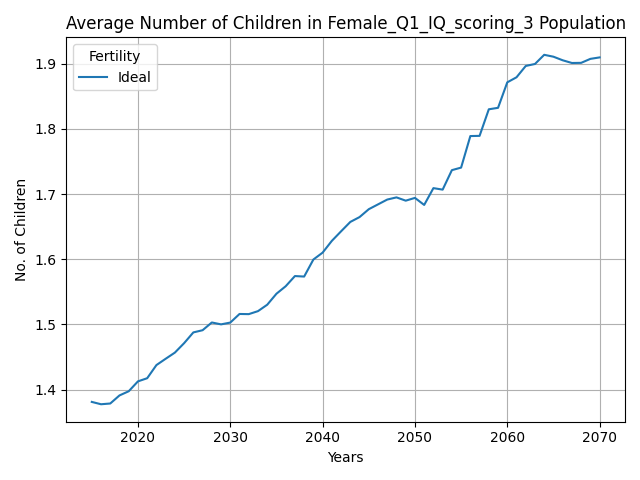 Average Number of Children in Female_Q1_IQ_scoring_3 Population
Fertility
Ideal
No. of Children
1.9
1.8
1.7
1.6
1.5
1.4
2020 2030 2040 2050 2060 2070
Years